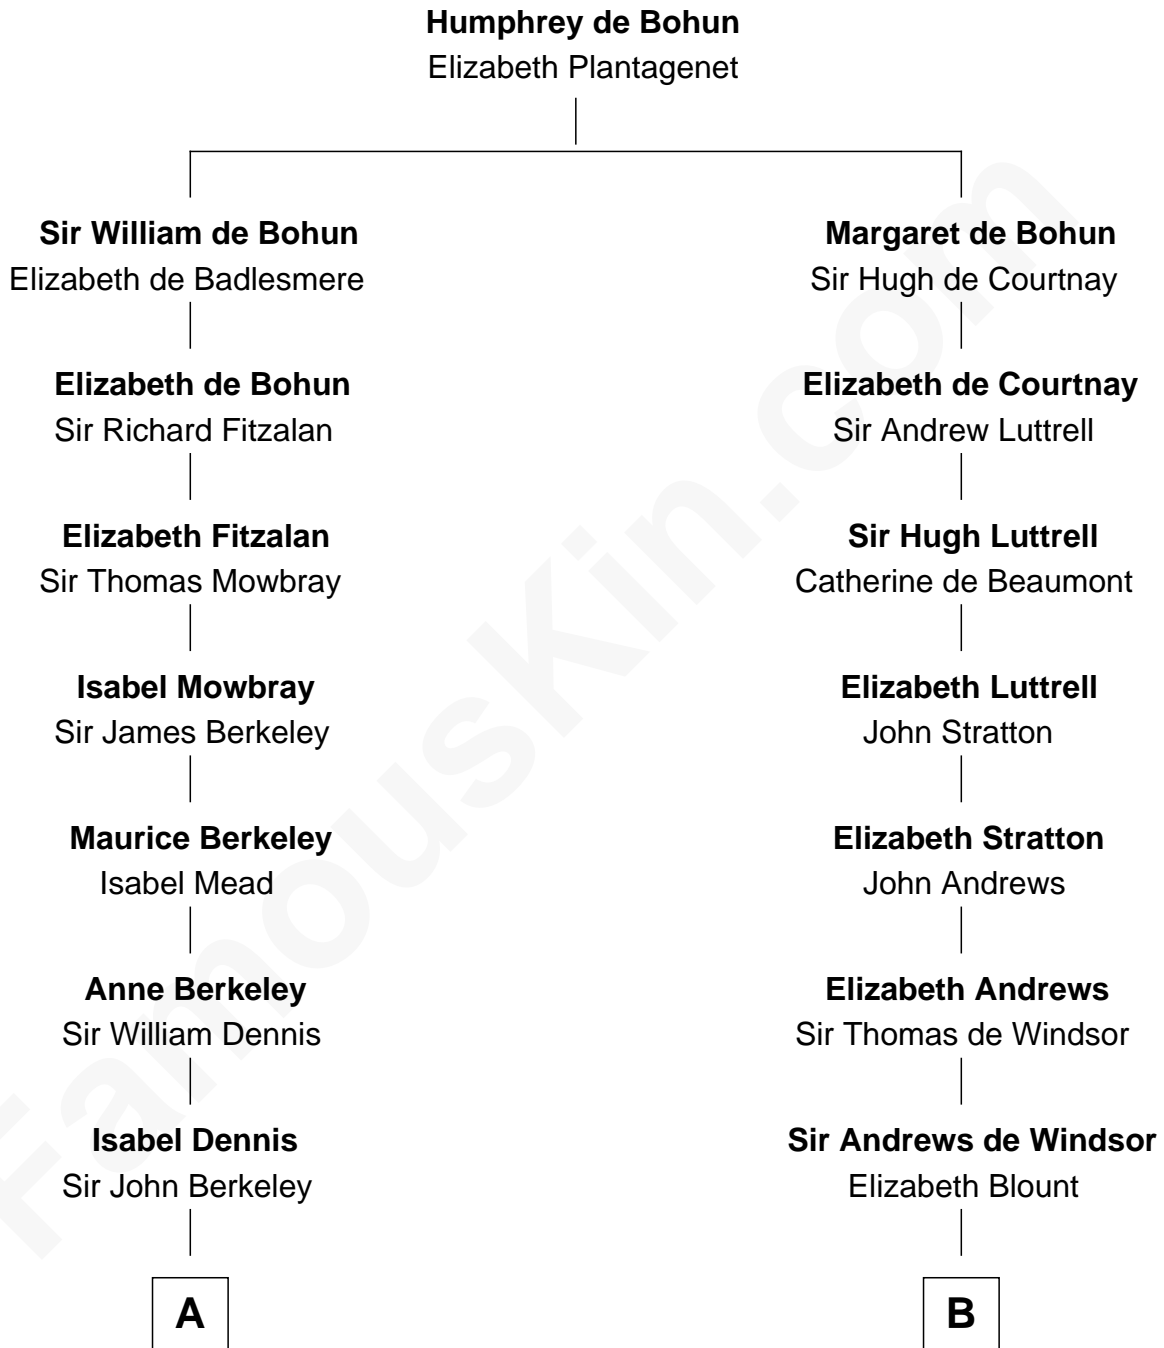 Humphrey de Bohun
Elizabeth Plantagenet
Sir William de Bohun
Elizabeth de Badlesmere
Margaret de Bohun
Sir Hugh de Courtnay
Elizabeth de Bohun
Sir Richard Fitzalan
Elizabeth de Courtnay
Sir Andrew Luttrell
Elizabeth Fitzalan
Sir Thomas Mowbray
Sir Hugh Luttrell
Catherine de Beaumont
Isabel Mowbray
Sir James Berkeley
Elizabeth Luttrell
John Stratton
Maurice Berkeley
Isabel Mead
Elizabeth Stratton
John Andrews
Anne Berkeley
Sir William Dennis
Elizabeth Andrews
Sir Thomas de Windsor
Isabel Dennis
Sir John Berkeley
Sir Andrews de Windsor
Elizabeth Blount
A
B
FamousKin.com